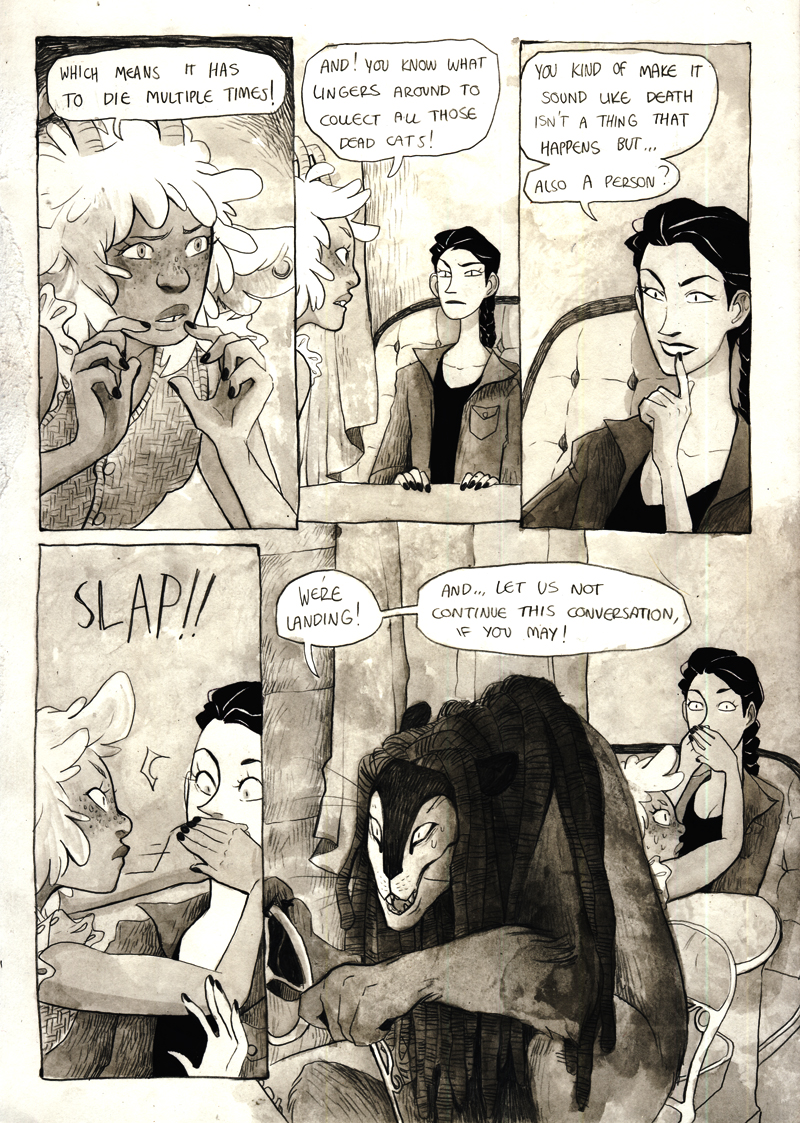 WHICH MEANS IT HAS
TO DIE MULTIPLE TIMES!
AND! YOU KNOW WHAT
LINGERS AROUND TO
COLLECT ALL THOSE
DEAD CATS!
YOU KIND OF MAKE IT
SOUND LIKE DEATH
ISN'T A THING THAT
HAPPENS BUT...
ALSO A PERSON?
SLAP!!
WE'RE
LANDING!
AND... LET US NOT
CONTINUE THIS CONVERSATION,
IF YOU MAY!